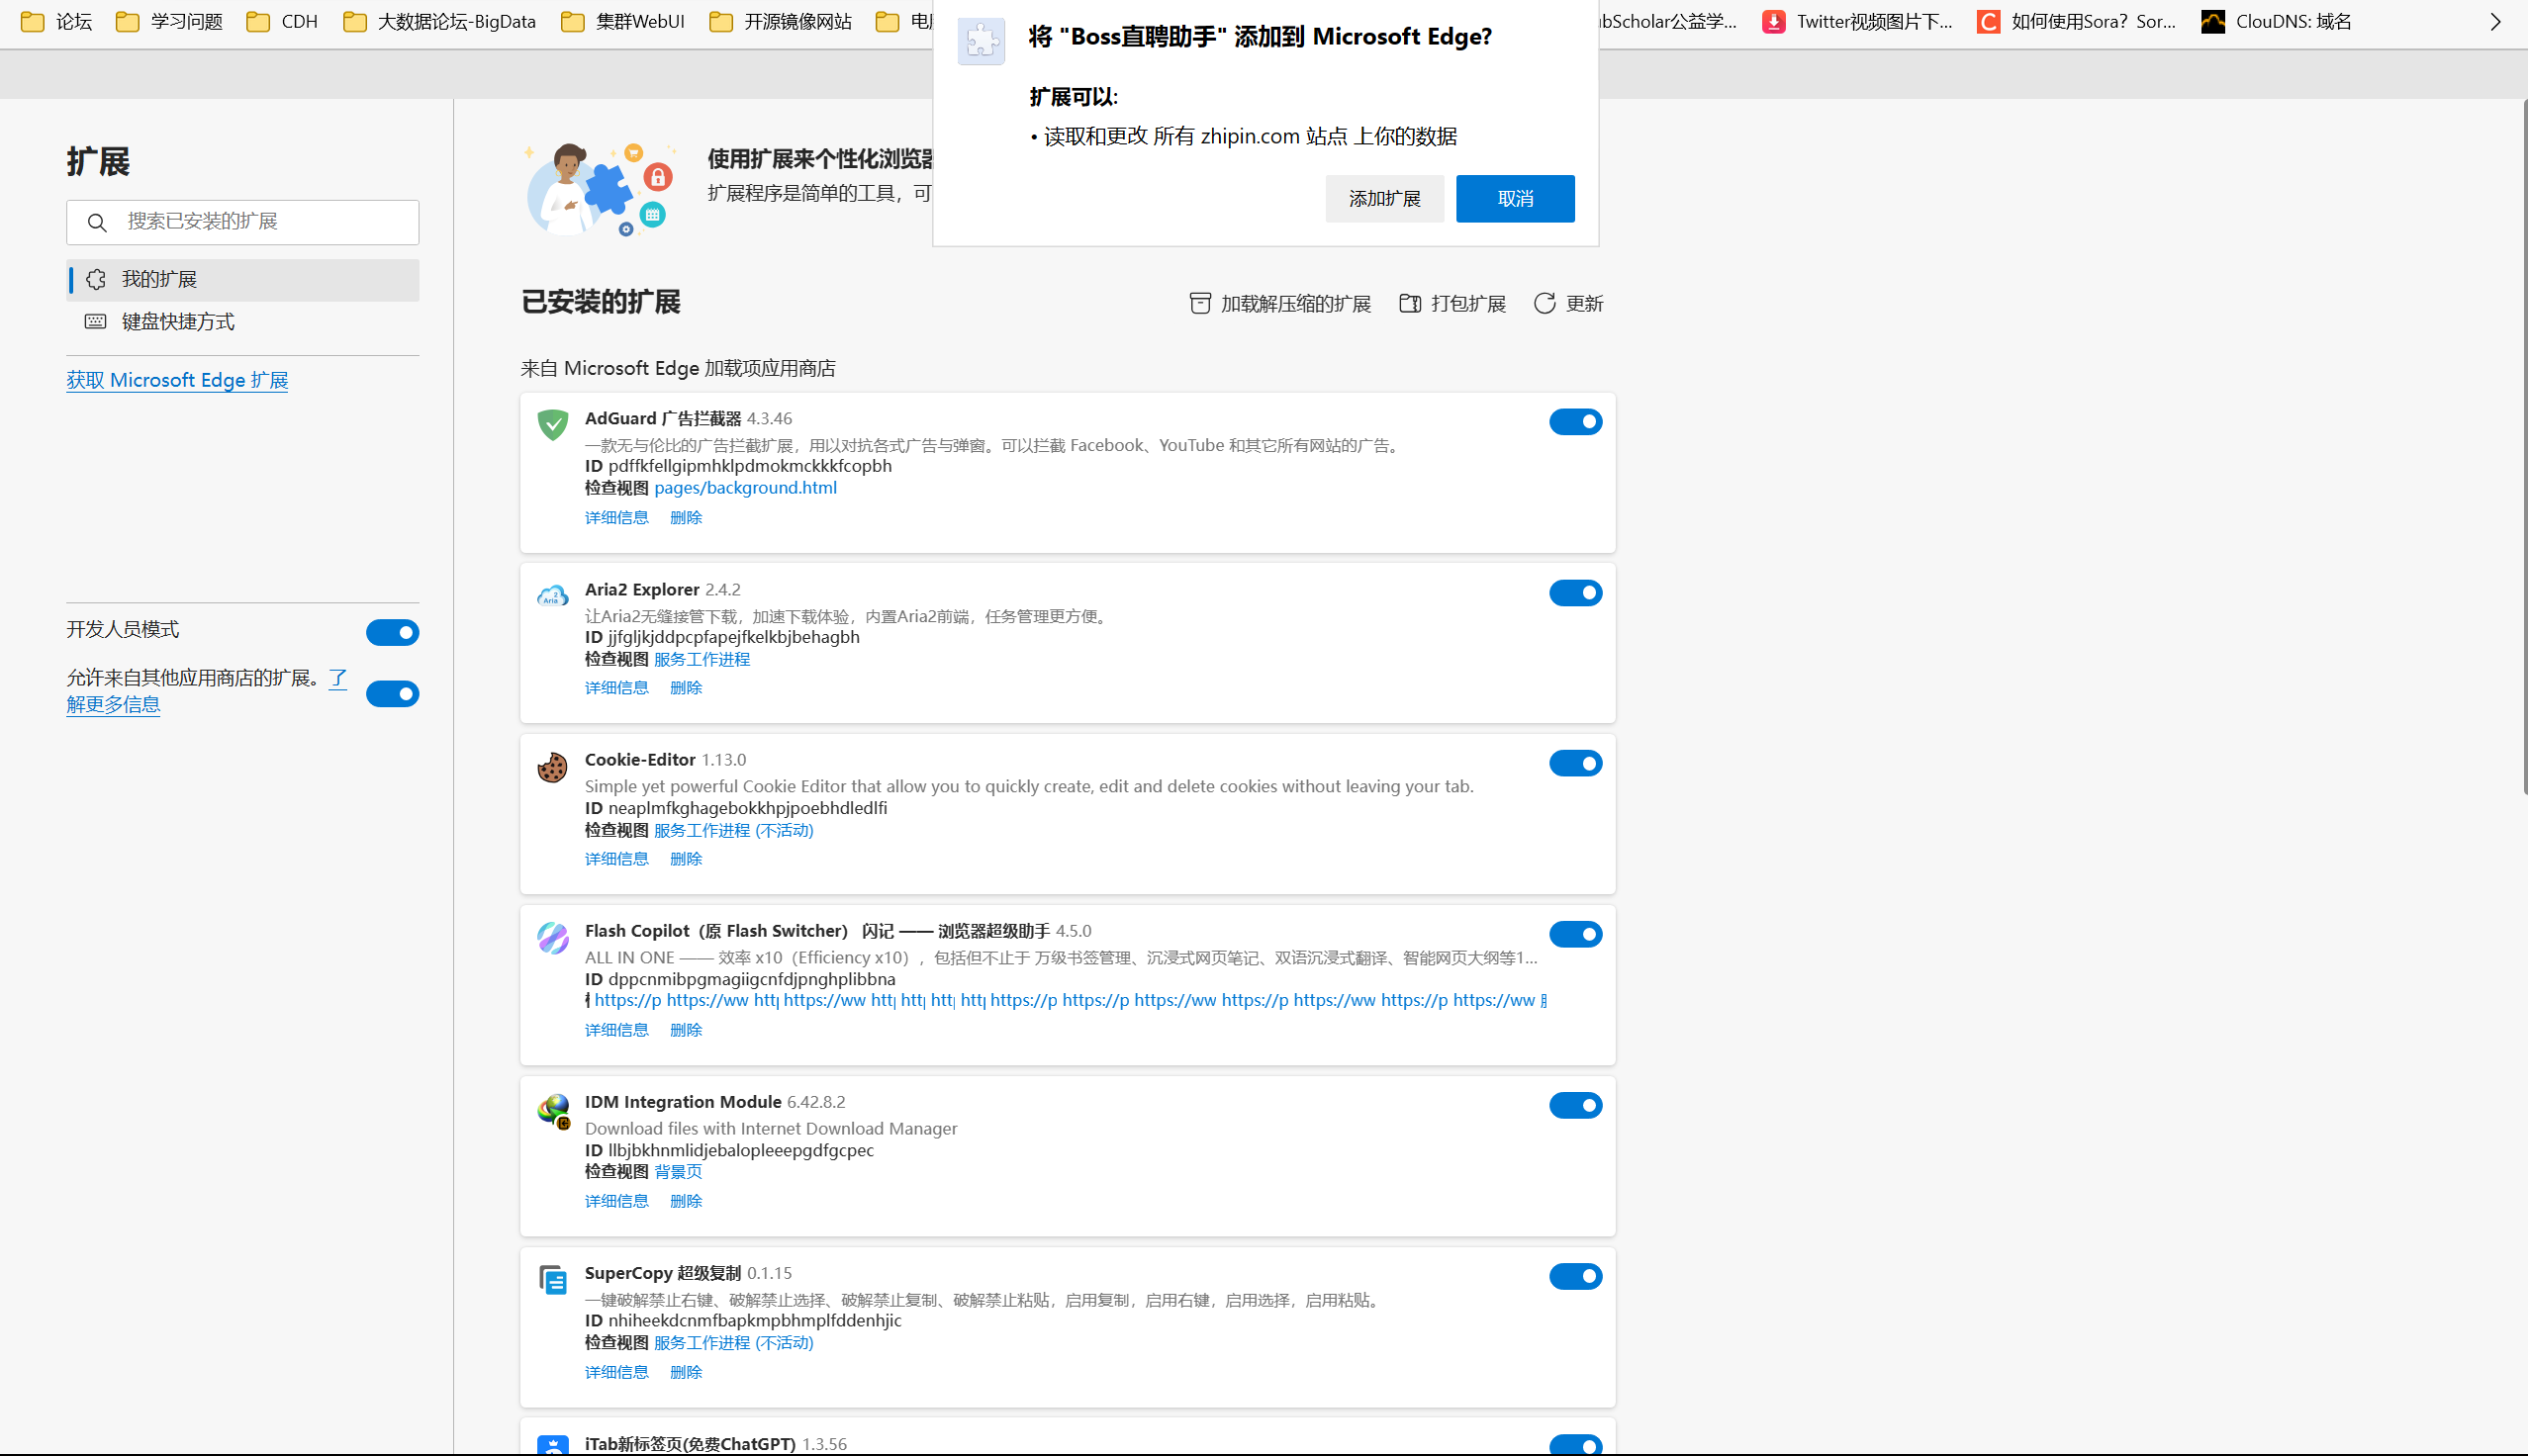 论坛
学习问题
CDH
大数据论坛-BigData
集群WebUI
开源镜像网站
Twitter视频图片下...
如何使用Sora？Sor...
ClouDNS: 域名
将 "Boss直聘助手" 添加到 Microsoft Edge?
扩展可以:
• 读取和更改 所有 zhipin.com 站点 上你的数据
添加扩展
取消
扩展
搜索已安装的扩展
我的扩展
键盘快捷方式
获取 Microsoft Edge 扩展
开发人员模式
允许来自其他应用商店的扩展。了
解更多信息
使用扩展来个性化浏览器
扩展程序是简单的工具，可
已安装的扩展
加载解压缩的扩展
打包扩展
更新
来自 Microsoft Edge 加载项应用商店
AdGuard 广告拦截器 4.3.46
一款无与伦比的广告拦截扩展，用以对抗各式广告与弹窗。可以拦截 Facebook、YouTube 和其它所有网站的广告。
ID pdffkfellgipmhklpdmokmckkkfcopbh
检查视图 pages/background.html
详细信息 删除
Aria2 Explorer 2.4.2
让Aria2无缝接管下载，加速下载体验，内置Aria2前端，任务管理更方便。
ID jjfgljkjddpcpfapejfkelkbjbehagbh
检查视图 服务工作进程
详细信息 删除
Cookie-Editor 1.13.0
Simple yet powerful Cookie Editor that allow you to quickly create, edit and delete cookies without leaving your tab.
ID neaplmfkghagebokkhpjpoebhdledlfi
检查视图 服务工作进程 (不活动)
详细信息 删除
Flash Copilot（原 Flash Switcher） 闪记 —— 浏览器超级助手 4.5.0
ALL IN ONE —— 效率 x10（Efficiency x10），包括但不止于 万级书签管理、沉浸式网页笔记、双语沉浸式翻译、智能网页大纲等1...
ID dppcnmibpgmagiigcnfdjpnghplibbna
https://p https://ww http https://ww http http http http https://p https://p https://ww https://p https://ww https://p https://ww
详细信息 删除
IDM Integration Module 6.42.8.2
Download files with Internet Download Manager
ID llbjbkhnmlidjebalopleeepgdfgcpec
检查视图 背景页
详细信息 删除
SuperCopy 超级复制 0.1.15
一键破解禁止右键、破解禁止选择、破解禁止复制、破解禁止粘贴，启用复制，启用右键，启用选择，启用粘贴。
ID nhiheekdcnmfbapkmpbhmplfddenhjic
检查视图 服务工作进程 (不活动)
详细信息 删除
iTab新标签页(免费ChatGPT) 1.3.56